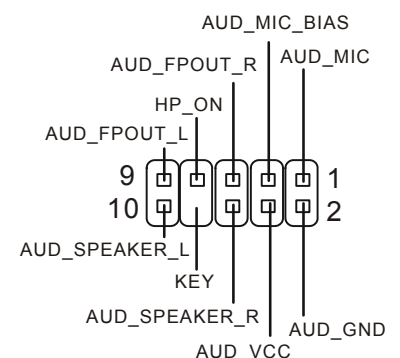 AUD_MIC_BIAS
AUD_MIC
AUD_FPOUT_R
HP_ON
AUD_FPOUT_L
9 1
10 2
AUD_SPEAKER_L
KEY
AUD_SPEAKER_R
AUD_GND
AUD_VCC